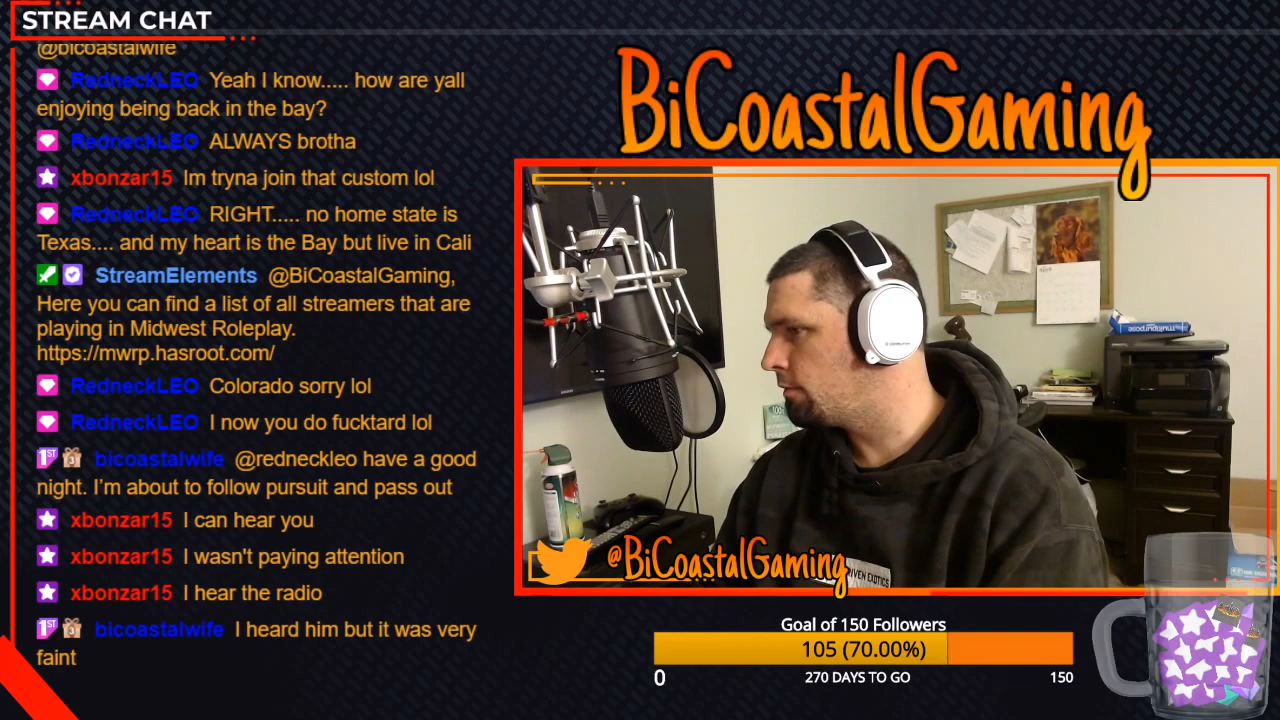 STREAM CHAT
@bicoastalwife
RedneckLEO Yeah I know..... how are yall
enjoying being back in the bay?
RedneckLEO ALWAYS brotha
xbonzar15 Im tryna join that custom lol
RedneckLEO RIGHT..... no home state is
Texas.... and my heart is the Bay but live in Cali
StreamElements @BiCoastalGaming,
Here you can find a list of all streamers that are
playing in Midwest Roleplay.
https://mwrp.hasroot.com/
RedneckLEO Colorado sorry lol
RedneckLEO I now you do fucktard lol
1ST bicoastalwife @redneckleo have a good
night. I'm about to follow pursuit and pass out
xbonzar15 I can hear you
xbonzar15 I wasn't paying attention
xbonzar15 I hear the radio
1ST bicoastalwife I heard him but it was very
faint
BiCoastalGaming
@BiCoastalGaming
IVEN EXOTICS
Goal of 150 Followers
105 (70.00%)
0
270 DAYS TO GO
150